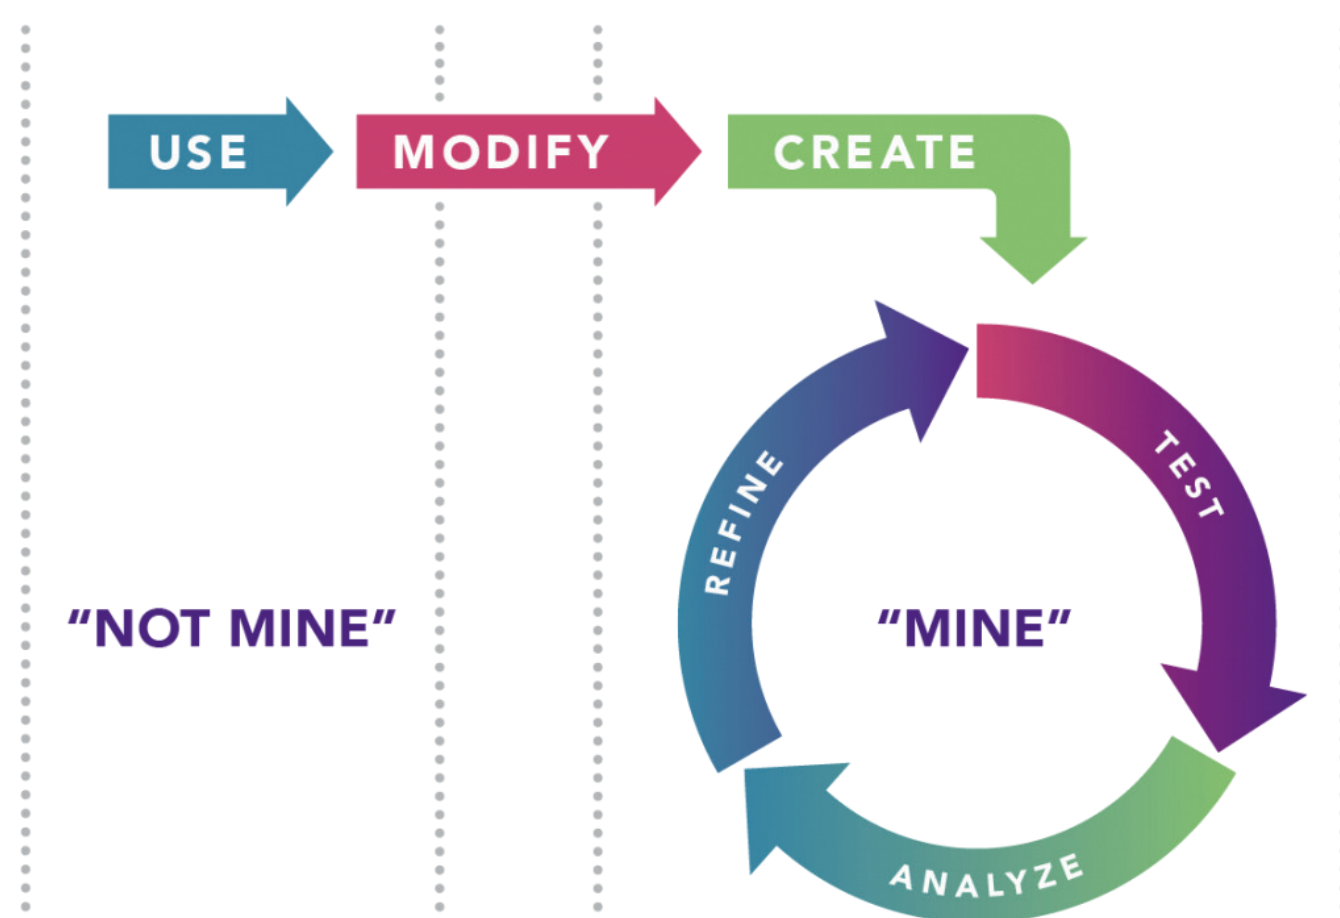 USE
MODIFY
CREATE
TEST
REFINE
"NOT MINE"
"MINE"
ANALYZE